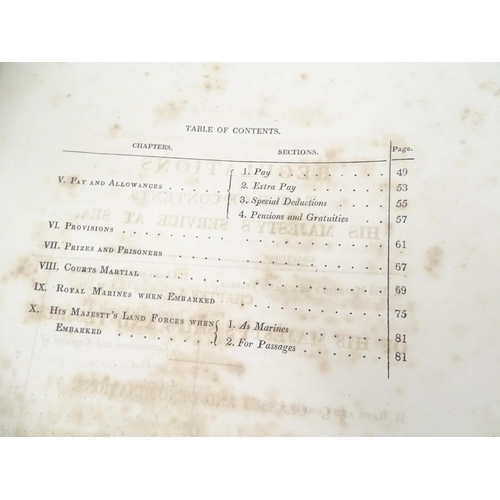 TABLE OF CONTENTS.
CHAPTERS. SECTIONS. Page.
1. Pay 49
V. PAY AND ALLOWANCES 2. Extra Pay 53
3. Special Deductions 55
4. Pensions and Gratuities 57
VI. PROVISIONS 61
VII. PRIZES AND PRISONERS 67
VIII. COURTS MARTIAL 69
IX. ROYAL MARINES WHEN EMBARKED 75
X. HIS MAJESTY'S LAND FORCES WHEN 1. As Marines 81
EMBARKED 2. For Passages 81